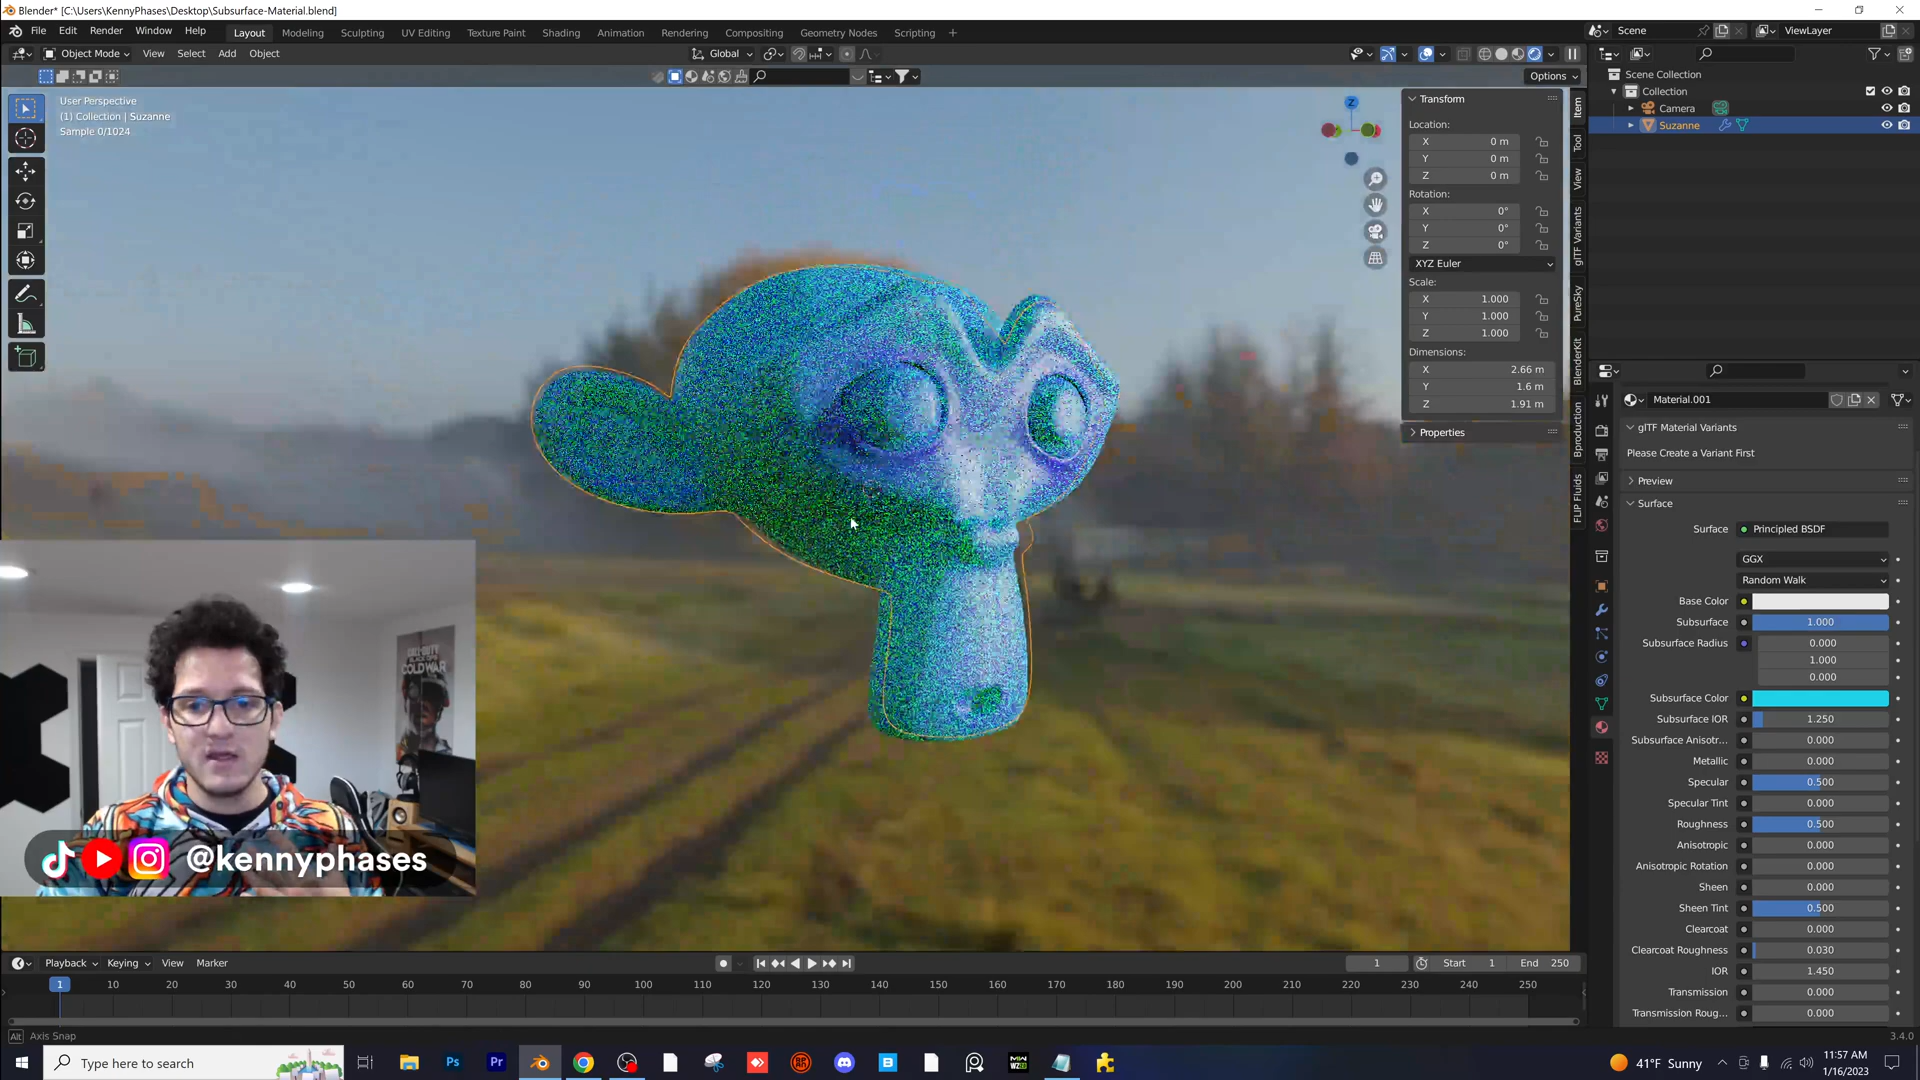 Blender* [C:\Users\KennyPhases\Desktop\Subsurface-Material.blend]
File Edit Render Window Help Layout Modeling Sculpting UV Editing Texture Paint Shading Animation Rendering Compositing Geometry Nodes Scripting + Scene ViewLayer
Object Mode View Select Add Object Global
Options
User Perspective
(1) Collection | Suzanne
Sample 0/1024
Z
Transform
Location:
X 0 m
Y 0 m
Z 0 m
Rotation:
X 0°
Y 0°
Z 0°
XYZ Euler
Scale:
X 1.000
Y 1.000
Z 1.000
Dimensions:
X 2.66 m
Y 1.6 m
Z 1.91 m
Properties
Item
Tool
View
glTF Variants
PureSky
BlenderKit
Bproduction
FLIP Fluids
Scene Collection
Collection
Camera
Suzanne
Material.001
glTF Material Variants
Please Create a Variant First
Preview
Surface
Surface Principled BSDF
GGX
Random Walk
Base Color
Subsurface 1.000
Subsurface Radius 0.000
1.000
0.000
Subsurface Color
Subsurface IOR 1.250
Subsurface Anisotr... 0.000
Metallic 0.000
Specular 0.500
Specular Tint 0.000
Roughness 0.500
Anisotropic 0.000
Anisotropic Rotation 0.000
Sheen 0.000
Sheen Tint 0.500
Clearcoat 0.000
Clearcoat Roughness 0.030
IOR 1.450
Transmission 0.000
Transmission Roug... 0.000
CALL OF DUTY
BLACK OPS
COLD WAR
@kennyphases
Playback Keying View Marker 1 Start 1 End 250
1 10 20 30 40 50 60 70 80 90 100 110 120 130 140 150 160 170 180 190 200 210 220 230 240 250
Alt Axis Snap 3.4.0
Type here to search Ps Pr 41°F Sunny 11:57 AM
1/16/2023